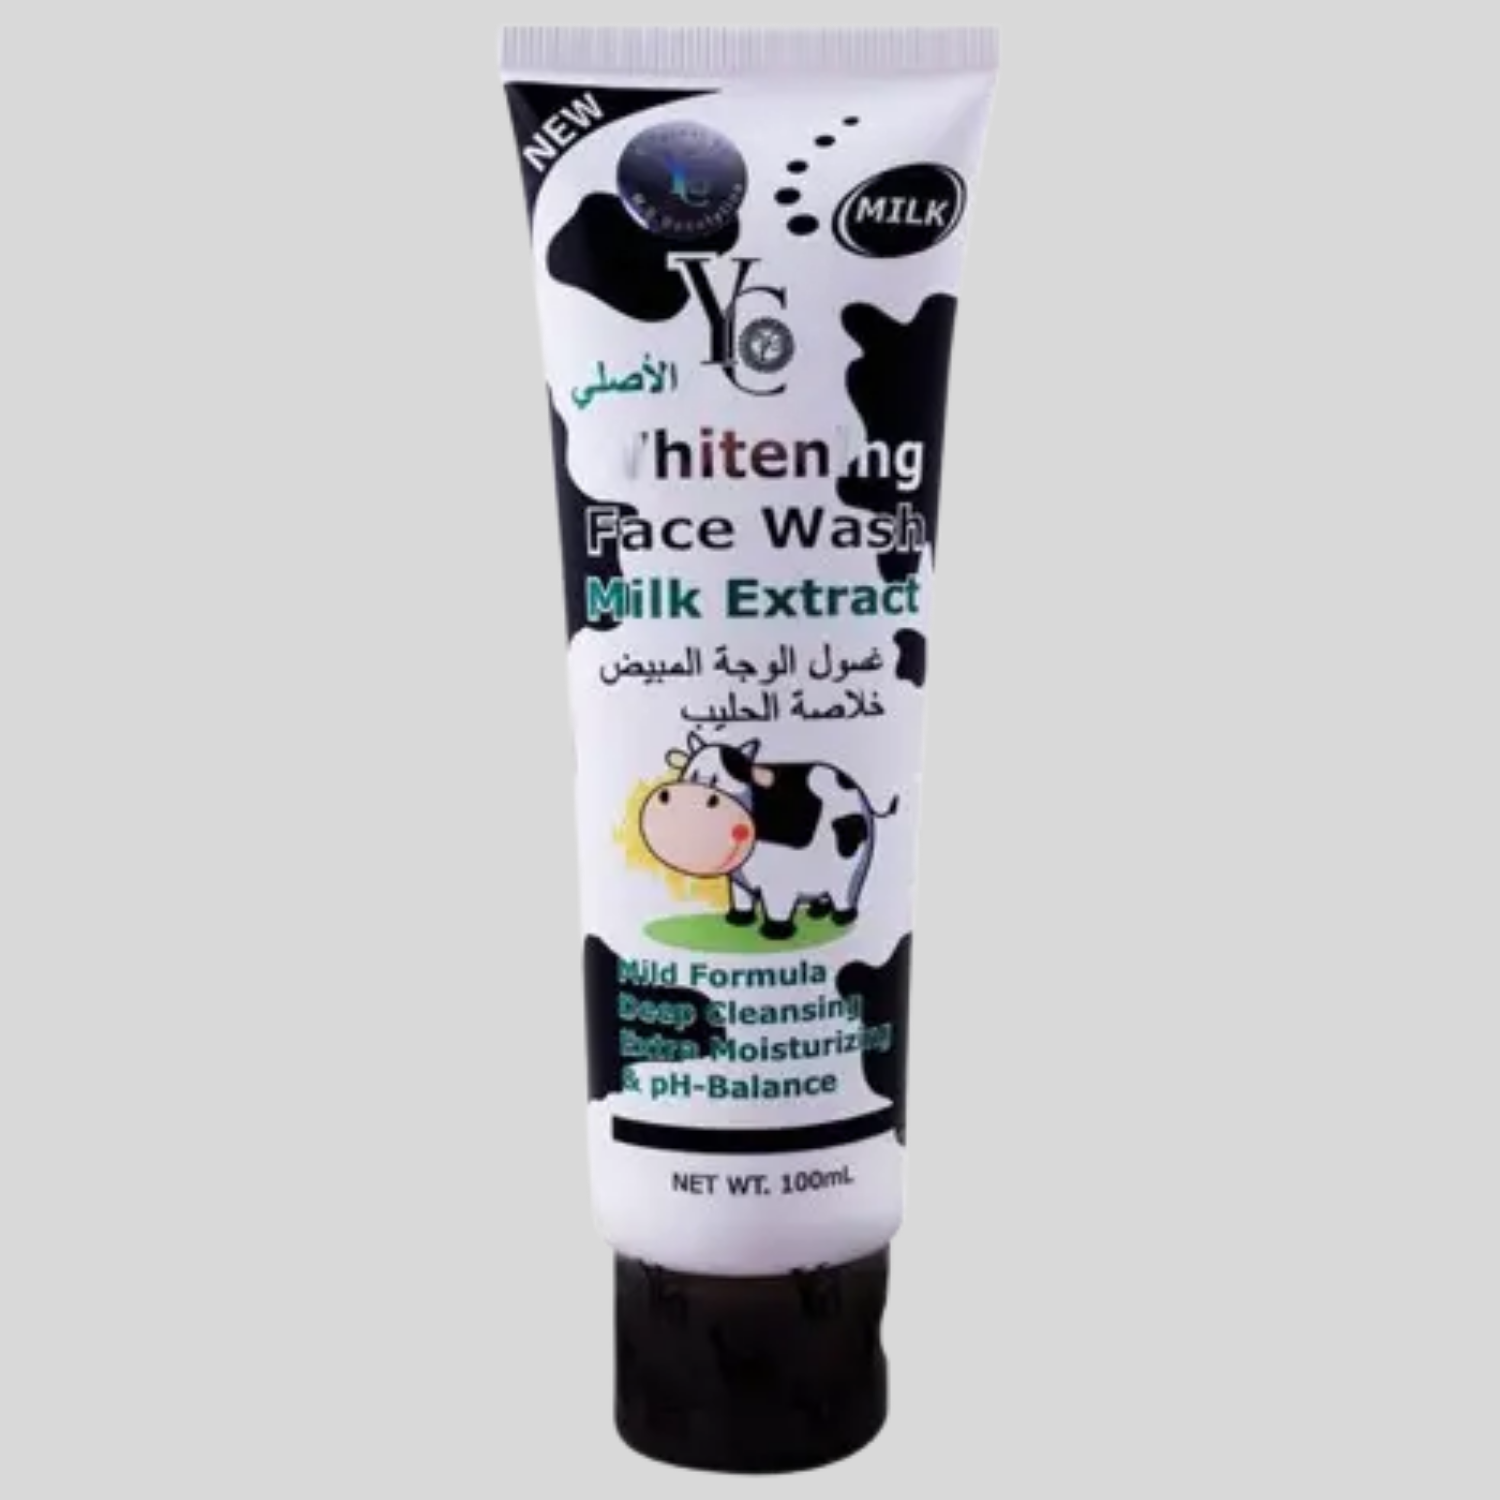 NEW
MILK
YC
الأصلي
Whitening
Face Wash
Milk Extract
غسول الوجة المبيض
خلاصة الحليب
Mild Formula
Deep Cleansing
Extra Moisturizing
& pH-Balance
NET WT. 100mL